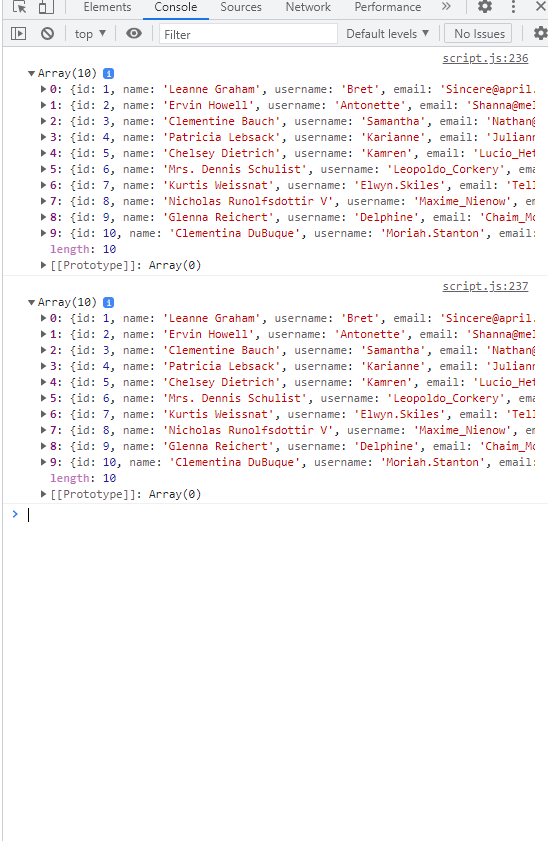 Elements Console Sources Network Performance »
top ▼ Filter Default levels ▼ No Issues
script.js:236
▼Array(10) i
▶0: {id: 1, name: 'Leanne Graham', username: 'Bret', email: 'Sincere@april.
▶1: {id: 2, name: 'Ervin Howell', username: 'Antonette', email: 'Shanna@mel
▶2: {id: 3, name: 'Clementine Bauch', username: 'Samantha', email: 'Nathan@
▶3: {id: 4, name: 'Patricia Lebsack', username: 'Karianne', email: 'Juliann
▶4: {id: 5, name: 'Chelsey Dietrich', username: 'Kamren', email: 'Lucio_Het
▶5: {id: 6, name: 'Mrs. Dennis Schulist', username: 'Leopoldo_Corkery', ema
▶6: {id: 7, name: 'Kurtis Weissnat', username: 'Elwyn.Skiles', email: 'Tell
▶7: {id: 8, name: 'Nicholas Runolfsdottir V', username: 'Maxime_Nienow', em
▶8: {id: 9, name: 'Glenna Reichert', username: 'Delphine', email: 'Chaim_Mc
▶9: {id: 10, name: 'Clementina DuBuque', username: 'Moriah.Stanton', email:
length: 10
▶[[Prototype]]: Array(0)
script.js:237
▼Array(10) i
▶0: {id: 1, name: 'Leanne Graham', username: 'Bret', email: 'Sincere@april.
▶1: {id: 2, name: 'Ervin Howell', username: 'Antonette', email: 'Shanna@mel
▶2: {id: 3, name: 'Clementine Bauch', username: 'Samantha', email: 'Nathan@
▶3: {id: 4, name: 'Patricia Lebsack', username: 'Karianne', email: 'Juliann
▶4: {id: 5, name: 'Chelsey Dietrich', username: 'Kamren', email: 'Lucio_Het
▶5: {id: 6, name: 'Mrs. Dennis Schulist', username: 'Leopoldo_Corkery', ema
▶6: {id: 7, name: 'Kurtis Weissnat', username: 'Elwyn.Skiles', email: 'Tell
▶7: {id: 8, name: 'Nicholas Runolfsdottir V', username: 'Maxime_Nienow', em
▶8: {id: 9, name: 'Glenna Reichert', username: 'Delphine', email: 'Chaim_Mc
▶9: {id: 10, name: 'Clementina DuBuque', username: 'Moriah.Stanton', email:
length: 10
▶[[Prototype]]: Array(0)
>